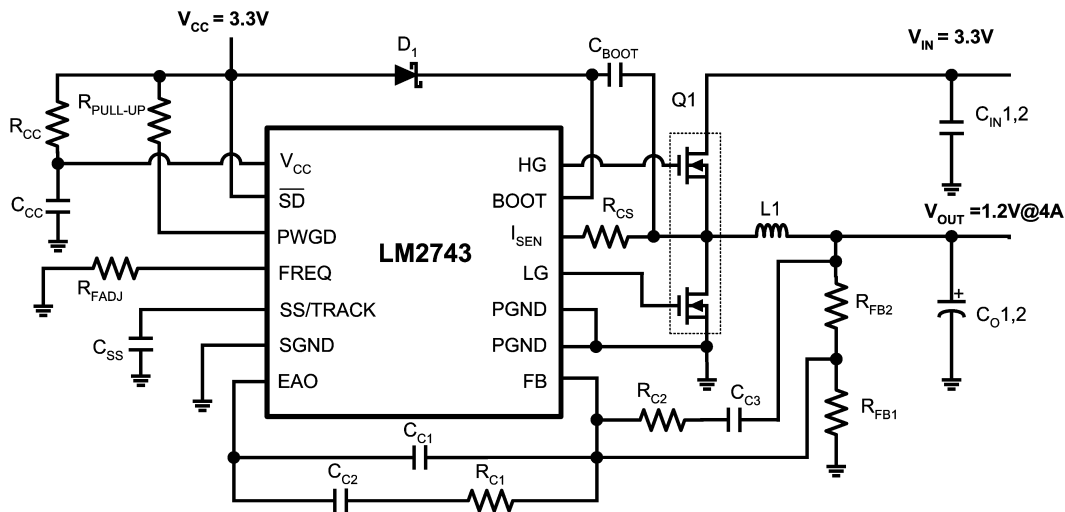 V_CC = 3.3V
D_1
C_BOOT
V_IN = 3.3V
R_CC
R_PULL-UP
Q1
C_IN1,2
C_CC
V_CC
SD
PWGD
FREQ
SS/TRACK
SGND
EAO
LM2743
HG
BOOT
I_SEN
LG
PGND
PGND
FB
R_CS
L1
V_OUT =1.2V@4A
R_FADJ
C_SS
R_FB2
C_O1,2
+
R_C2
C_C3
R_FB1
C_C1
C_C2
R_C1